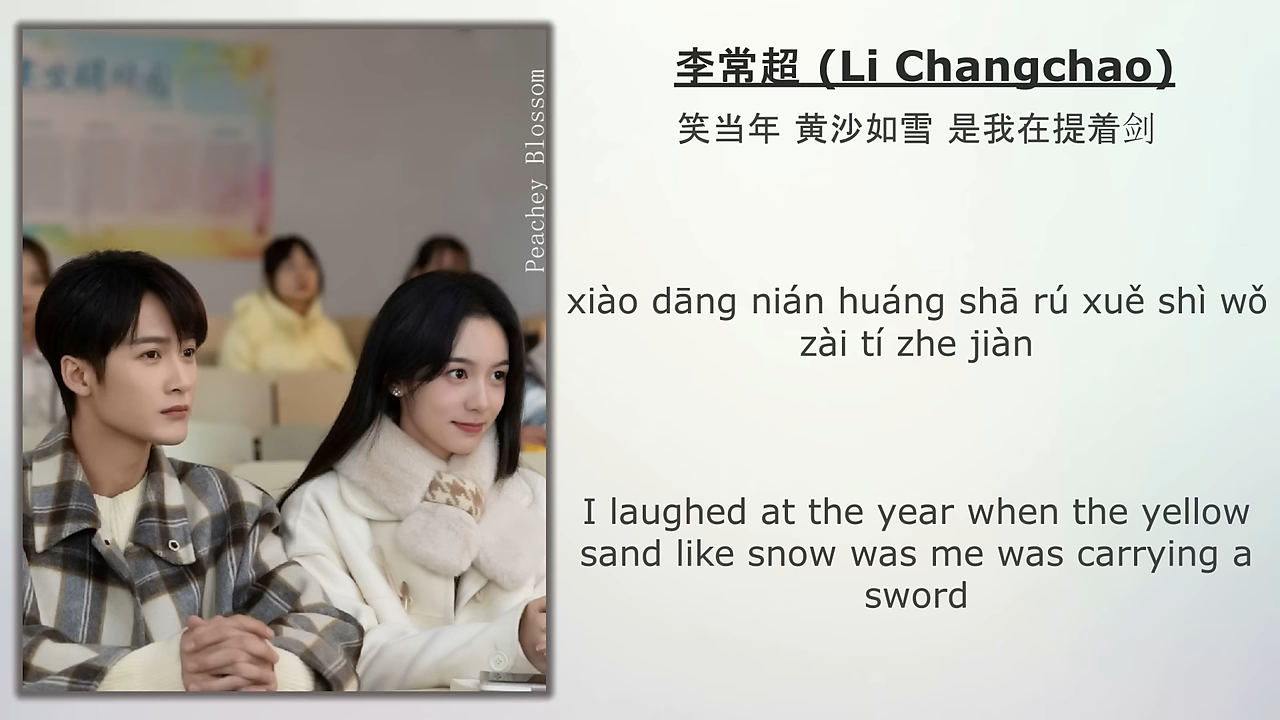 李常超 (Li Changchao)
笑当年 黄沙如雪 是我在提着剑
xiào dāng nián huáng shā rú xuě shì wǒ
zài tí zhe jiàn
I laughed at the year when the yellow
sand like snow was me was carrying a
sword
Peachey Blossom